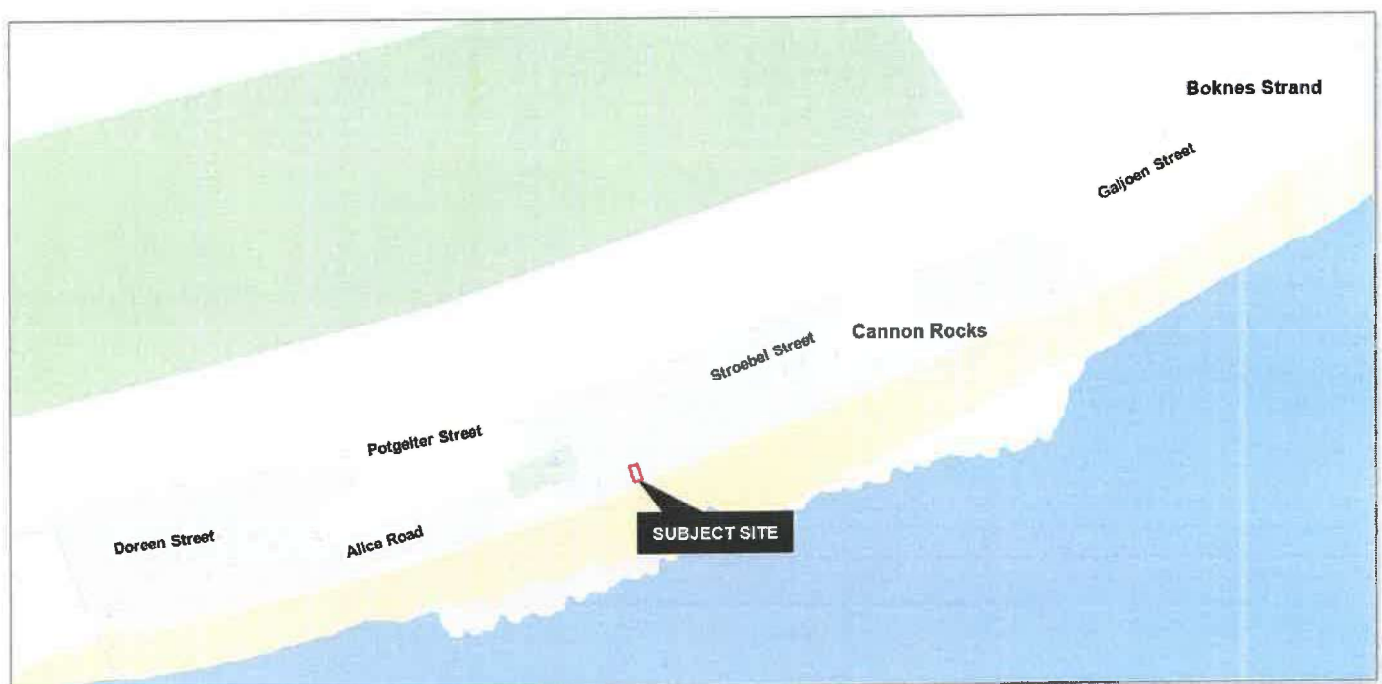 Boknes Strand
Galjoen Street
Cannon Rocks
Stroebel Street
Potgeiter Street
SUBJECT SITE
Doreen Street
Alice Road